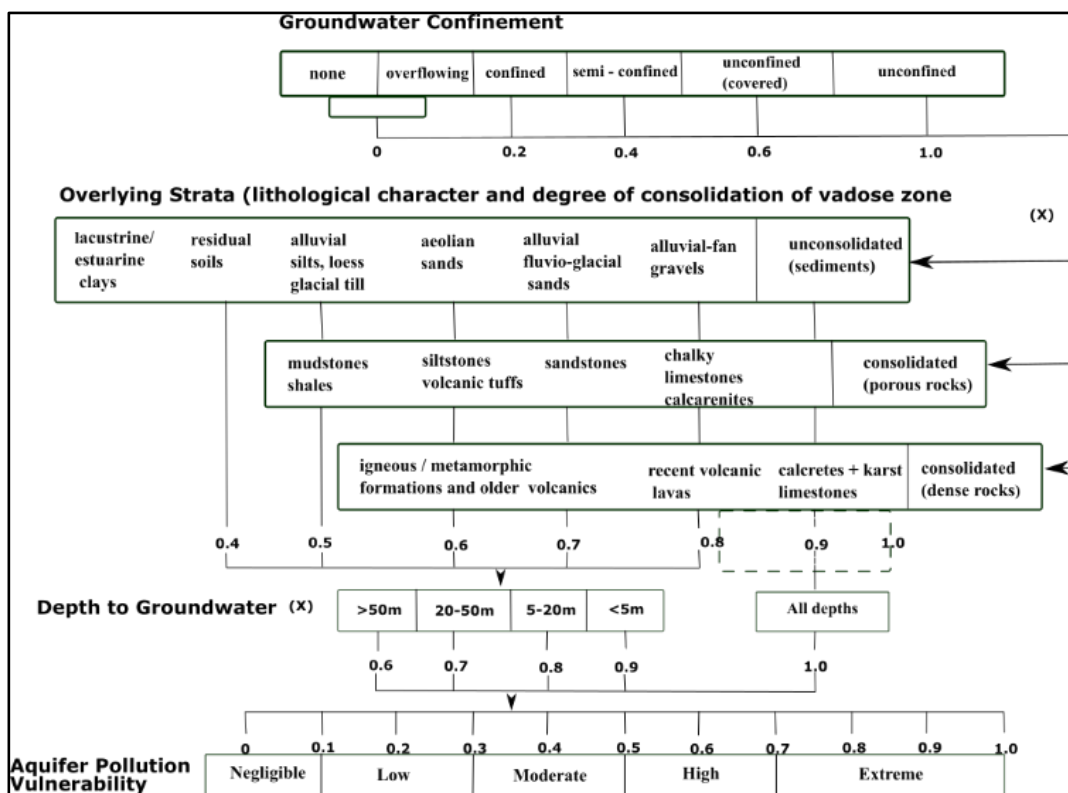 Groundwater Confinement
none
overflowing
confined
semi - confined
unconfined
(covered)
unconfined
0
0.2
0.4
0.6
1.0
Overlying Strata (lithological character and degree of consolidation of vadose zone
(X)
lacustrine/
estuarine
clays
residual
soils
alluvial
silts, loess
glacial till
aeolian
sands
alluvial
fluvio-glacial
sands
alluvial-fan
gravels
unconsolidated
(sediments)
mudstones
shales
siltstones
volcanic tuffs
sandstones
chalky
limestones
calcarenites
consolidated
(porous rocks)
igneous / metamorphic
formations and older volcanics
recent volcanic
lavas
calcretes + karst
limestones
consolidated
(dense rocks)
0.4
0.5
0.6
0.7
0.8
0.9
1.0
Depth to Groundwater (X)
>50m
20-50m
5-20m
<5m
All depths
0.6
0.7
0.8
0.9
1.0
0
0.1
0.2
0.3
0.4
0.5
0.6
0.7
0.8
0.9
1.0
Aquifer Pollution
Vulnerability
Negligible
Low
Moderate
High
Extreme